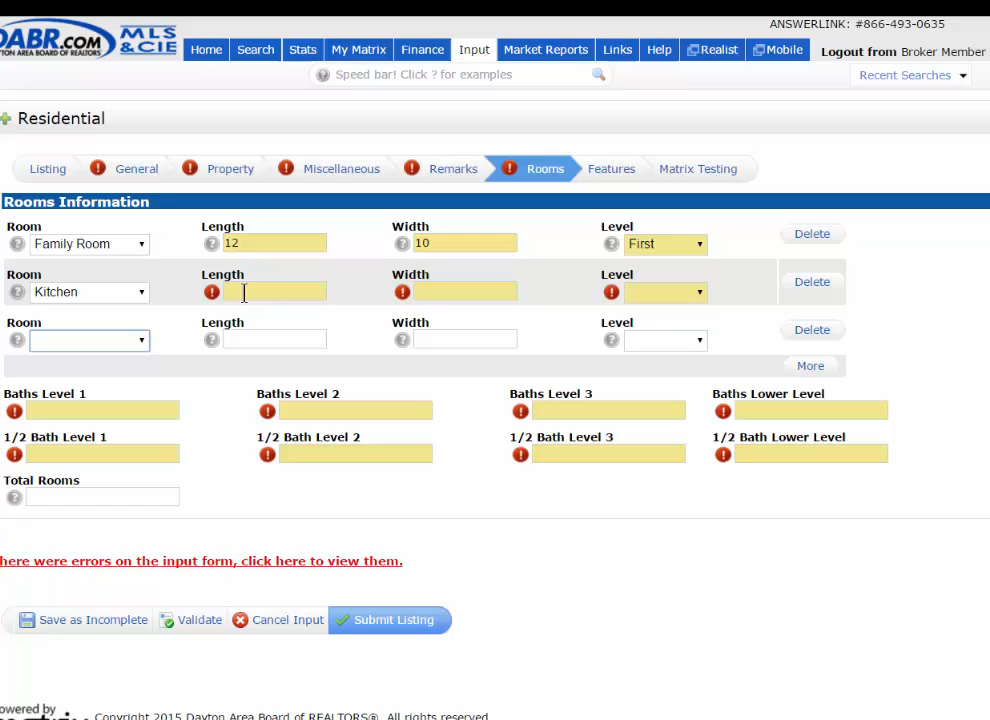 ANSWERLINK: #866-493-0635
DABR.com MLS
& CIE
TON AREA BOARD OF REALTORS®
Home Search Stats My Matrix Finance Input Market Reports Links Help Realist Mobile Logout from Broker Member
Speed bar! Click ? for examples Recent Searches
Residential
Listing General Property Miscellaneous Remarks Rooms Features Matrix Testing
Rooms Information
Room Length Width Level
Family Room 12 10 First Delete
Room Length Width Level
Kitchen Delete
Room Length Width Level
Delete
More
Baths Level 1 Baths Level 2 Baths Level 3 Baths Lower Level
1/2 Bath Level 1 1/2 Bath Level 2 1/2 Bath Level 3 1/2 Bath Lower Level
Total Rooms
here were errors on the input form, click here to view them.
Save as Incomplete Validate Cancel Input Submit Listing
owered by
Copyright 2015 Dayton Area Board of REALTORS®. All rights reserved